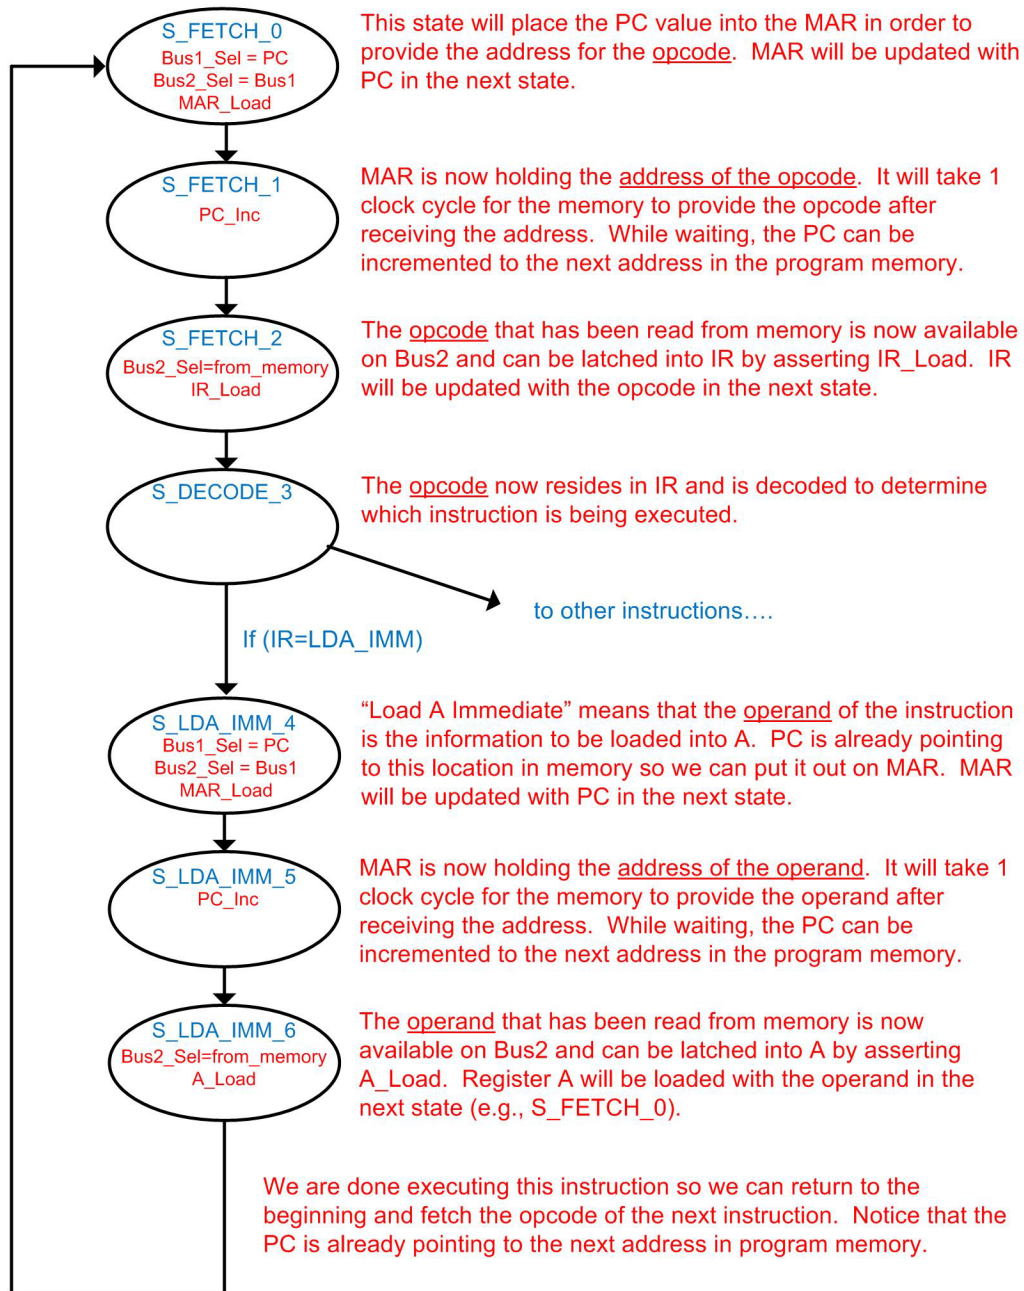 S_FETCH_0
Bus1_Sel = PC
Bus2_Sel = Bus1
MAR_Load
This state will place the PC value into the MAR in order to
provide the address for the opcode.  MAR will be updated with
PC in the next state.
S_FETCH_1
PC_Inc
MAR is now holding the address of the opcode.  It will take 1
clock cycle for the memory to provide the opcode after
receiving the address.  While waiting, the PC can be
incremented to the next address in the program memory.
S_FETCH_2
Bus2_Sel=from_memory
IR_Load
The opcode that has been read from memory is now available
on Bus2 and can be latched into IR by asserting IR_Load.  IR
will be updated with the opcode in the next state.
S_DECODE_3
The opcode now resides in IR and is decoded to determine
which instruction is being executed.
to other instructions....
If (IR=LDA_IMM)
S_LDA_IMM_4
Bus1_Sel = PC
Bus2_Sel = Bus1
MAR_Load
“Load A Immediate” means that the operand of the instruction
is the information to be loaded into A.  PC is already pointing
to this location in memory so we can put it out on MAR.  MAR
will be updated with PC in the next state.
S_LDA_IMM_5
PC_Inc
MAR is now holding the address of the operand.  It will take 1
clock cycle for the memory to provide the operand after
receiving the address.  While waiting, the PC can be
incremented to the next address in the program memory.
S_LDA_IMM_6
Bus2_Sel=from_memory
A_Load
The operand that has been read from memory is now
available on Bus2 and can be latched into A by asserting
A_Load.  Register A will be loaded with the operand in the
next state (e.g., S_FETCH_0).
We are done executing this instruction so we can return to the
beginning and fetch the opcode of the next instruction.  Notice that the
PC is already pointing to the next address in program memory.